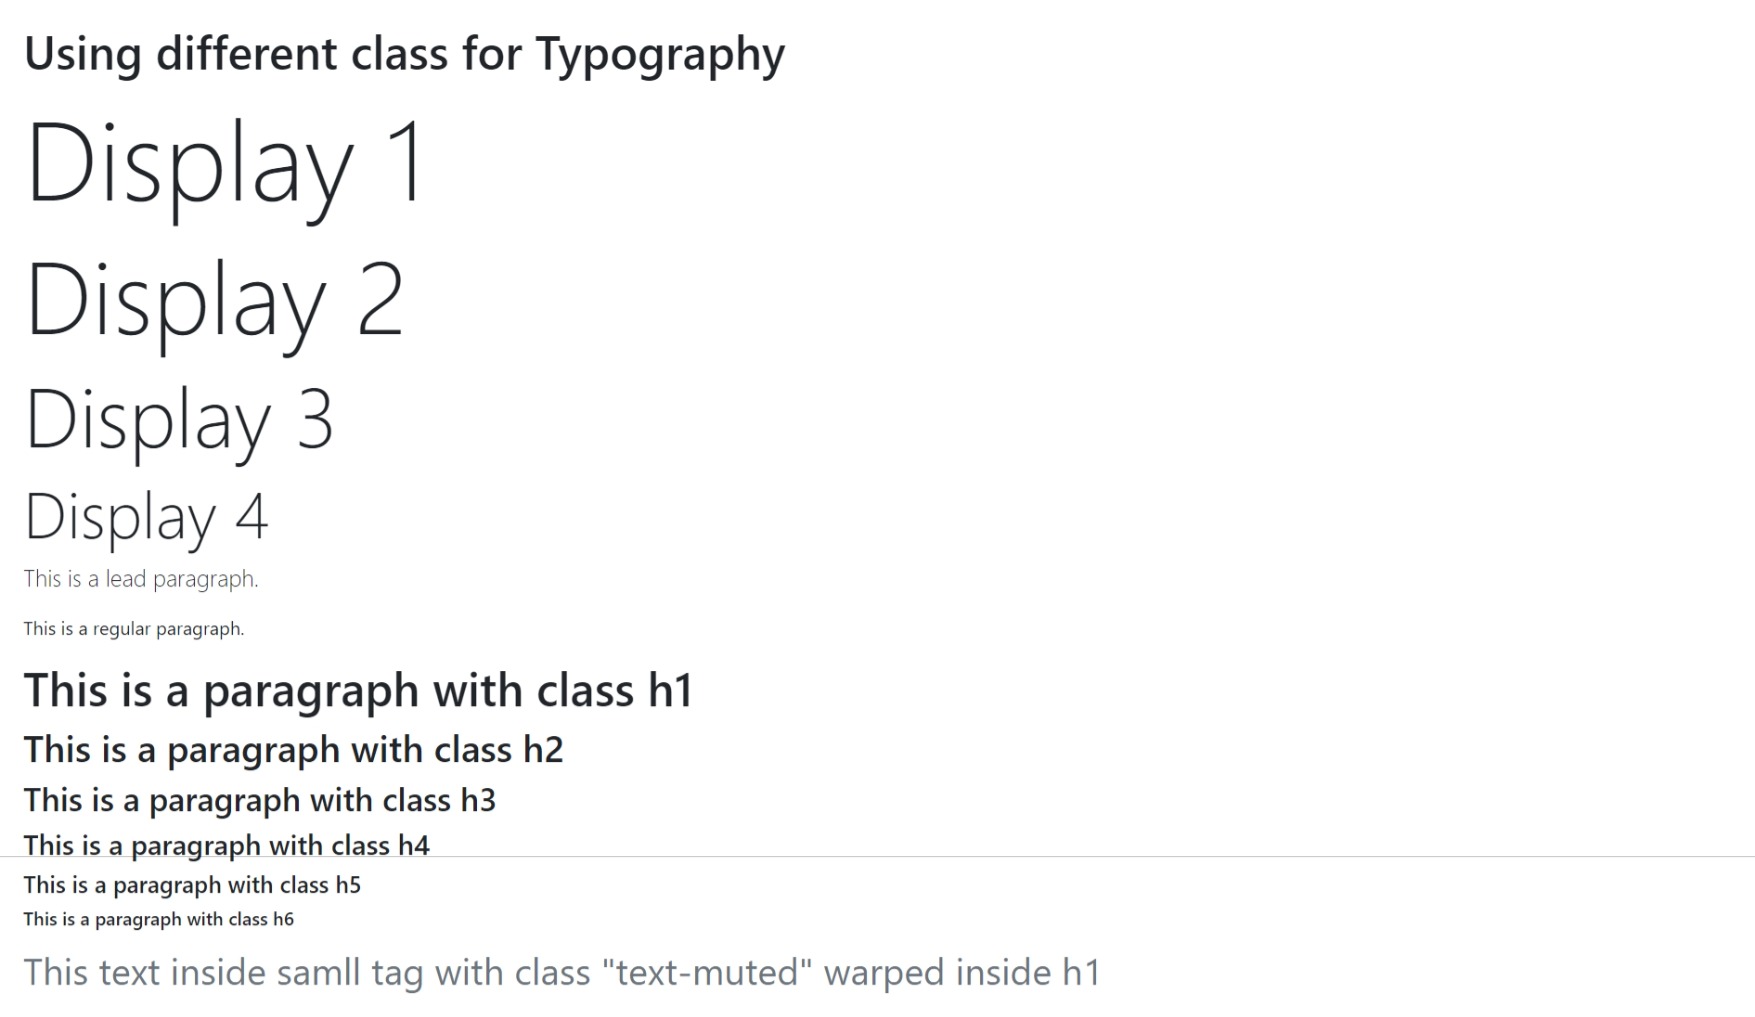 Using different class for Typography
Display 1
Display 2
Display 3
Display 4
This is a lead paragraph.
This is a regular paragraph.
This is a paragraph with class h1
This is a paragraph with class h2
This is a paragraph with class h3
This is a paragraph with class h4
This is a paragraph with class h5
This is a paragraph with class h6
This text inside samll tag with class "text-muted" warped inside h1